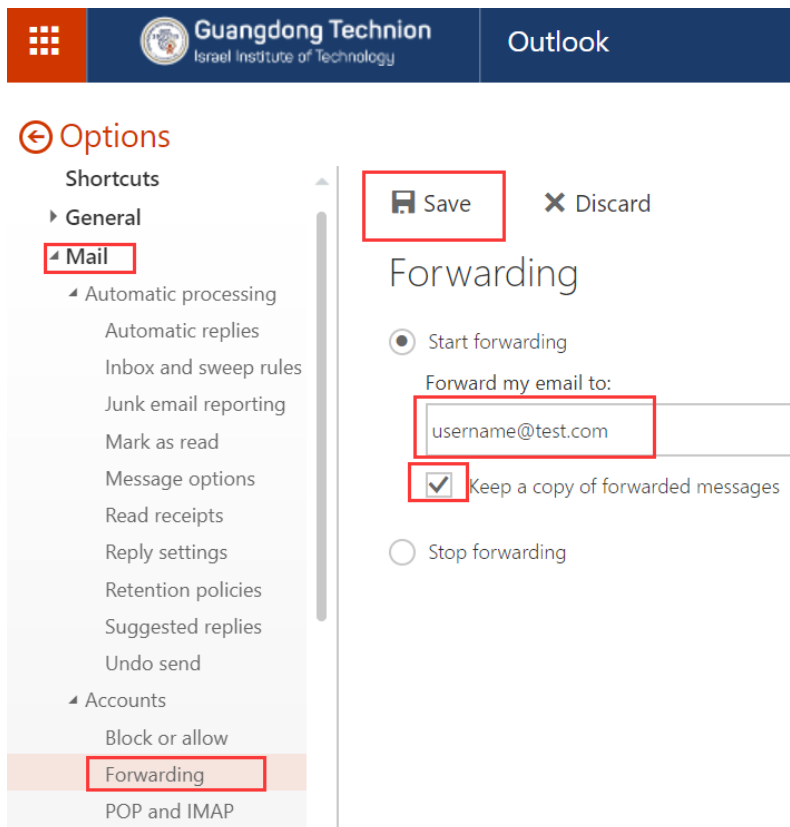 Guangdong Technion
Israel Institute of Technology
Outlook
Options
Shortcuts
General
Mail
Automatic processing
Automatic replies
Inbox and sweep rules
Junk email reporting
Mark as read
Message options
Read receipts
Reply settings
Retention policies
Suggested replies
Undo send
Accounts
Block or allow
Forwarding
POP and IMAP
Save
Discard
Forwarding
Start forwarding
Forward my email to:
username@test.com
Keep a copy of forwarded messages
Stop forwarding